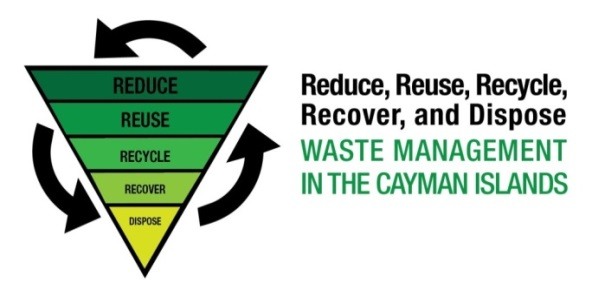 REDUCE
REUSE
RECYCLE
RECOVER
DISPOSE
Reduce, Reuse, Recycle,
Recover, and Dispose
WASTE MANAGEMENT
IN THE CAYMAN ISLANDS